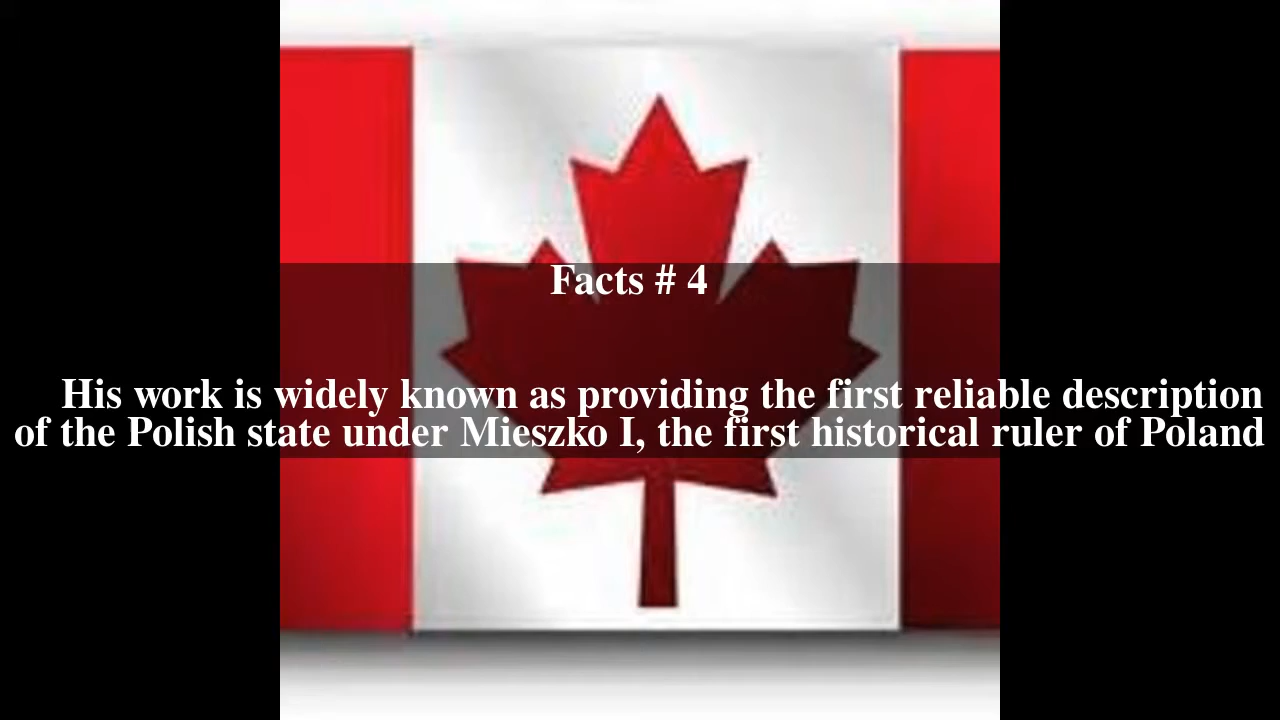 Facts # 4
His work is widely known as providing the first reliable description
of the Polish state under Mieszko I, the first historical ruler of Poland